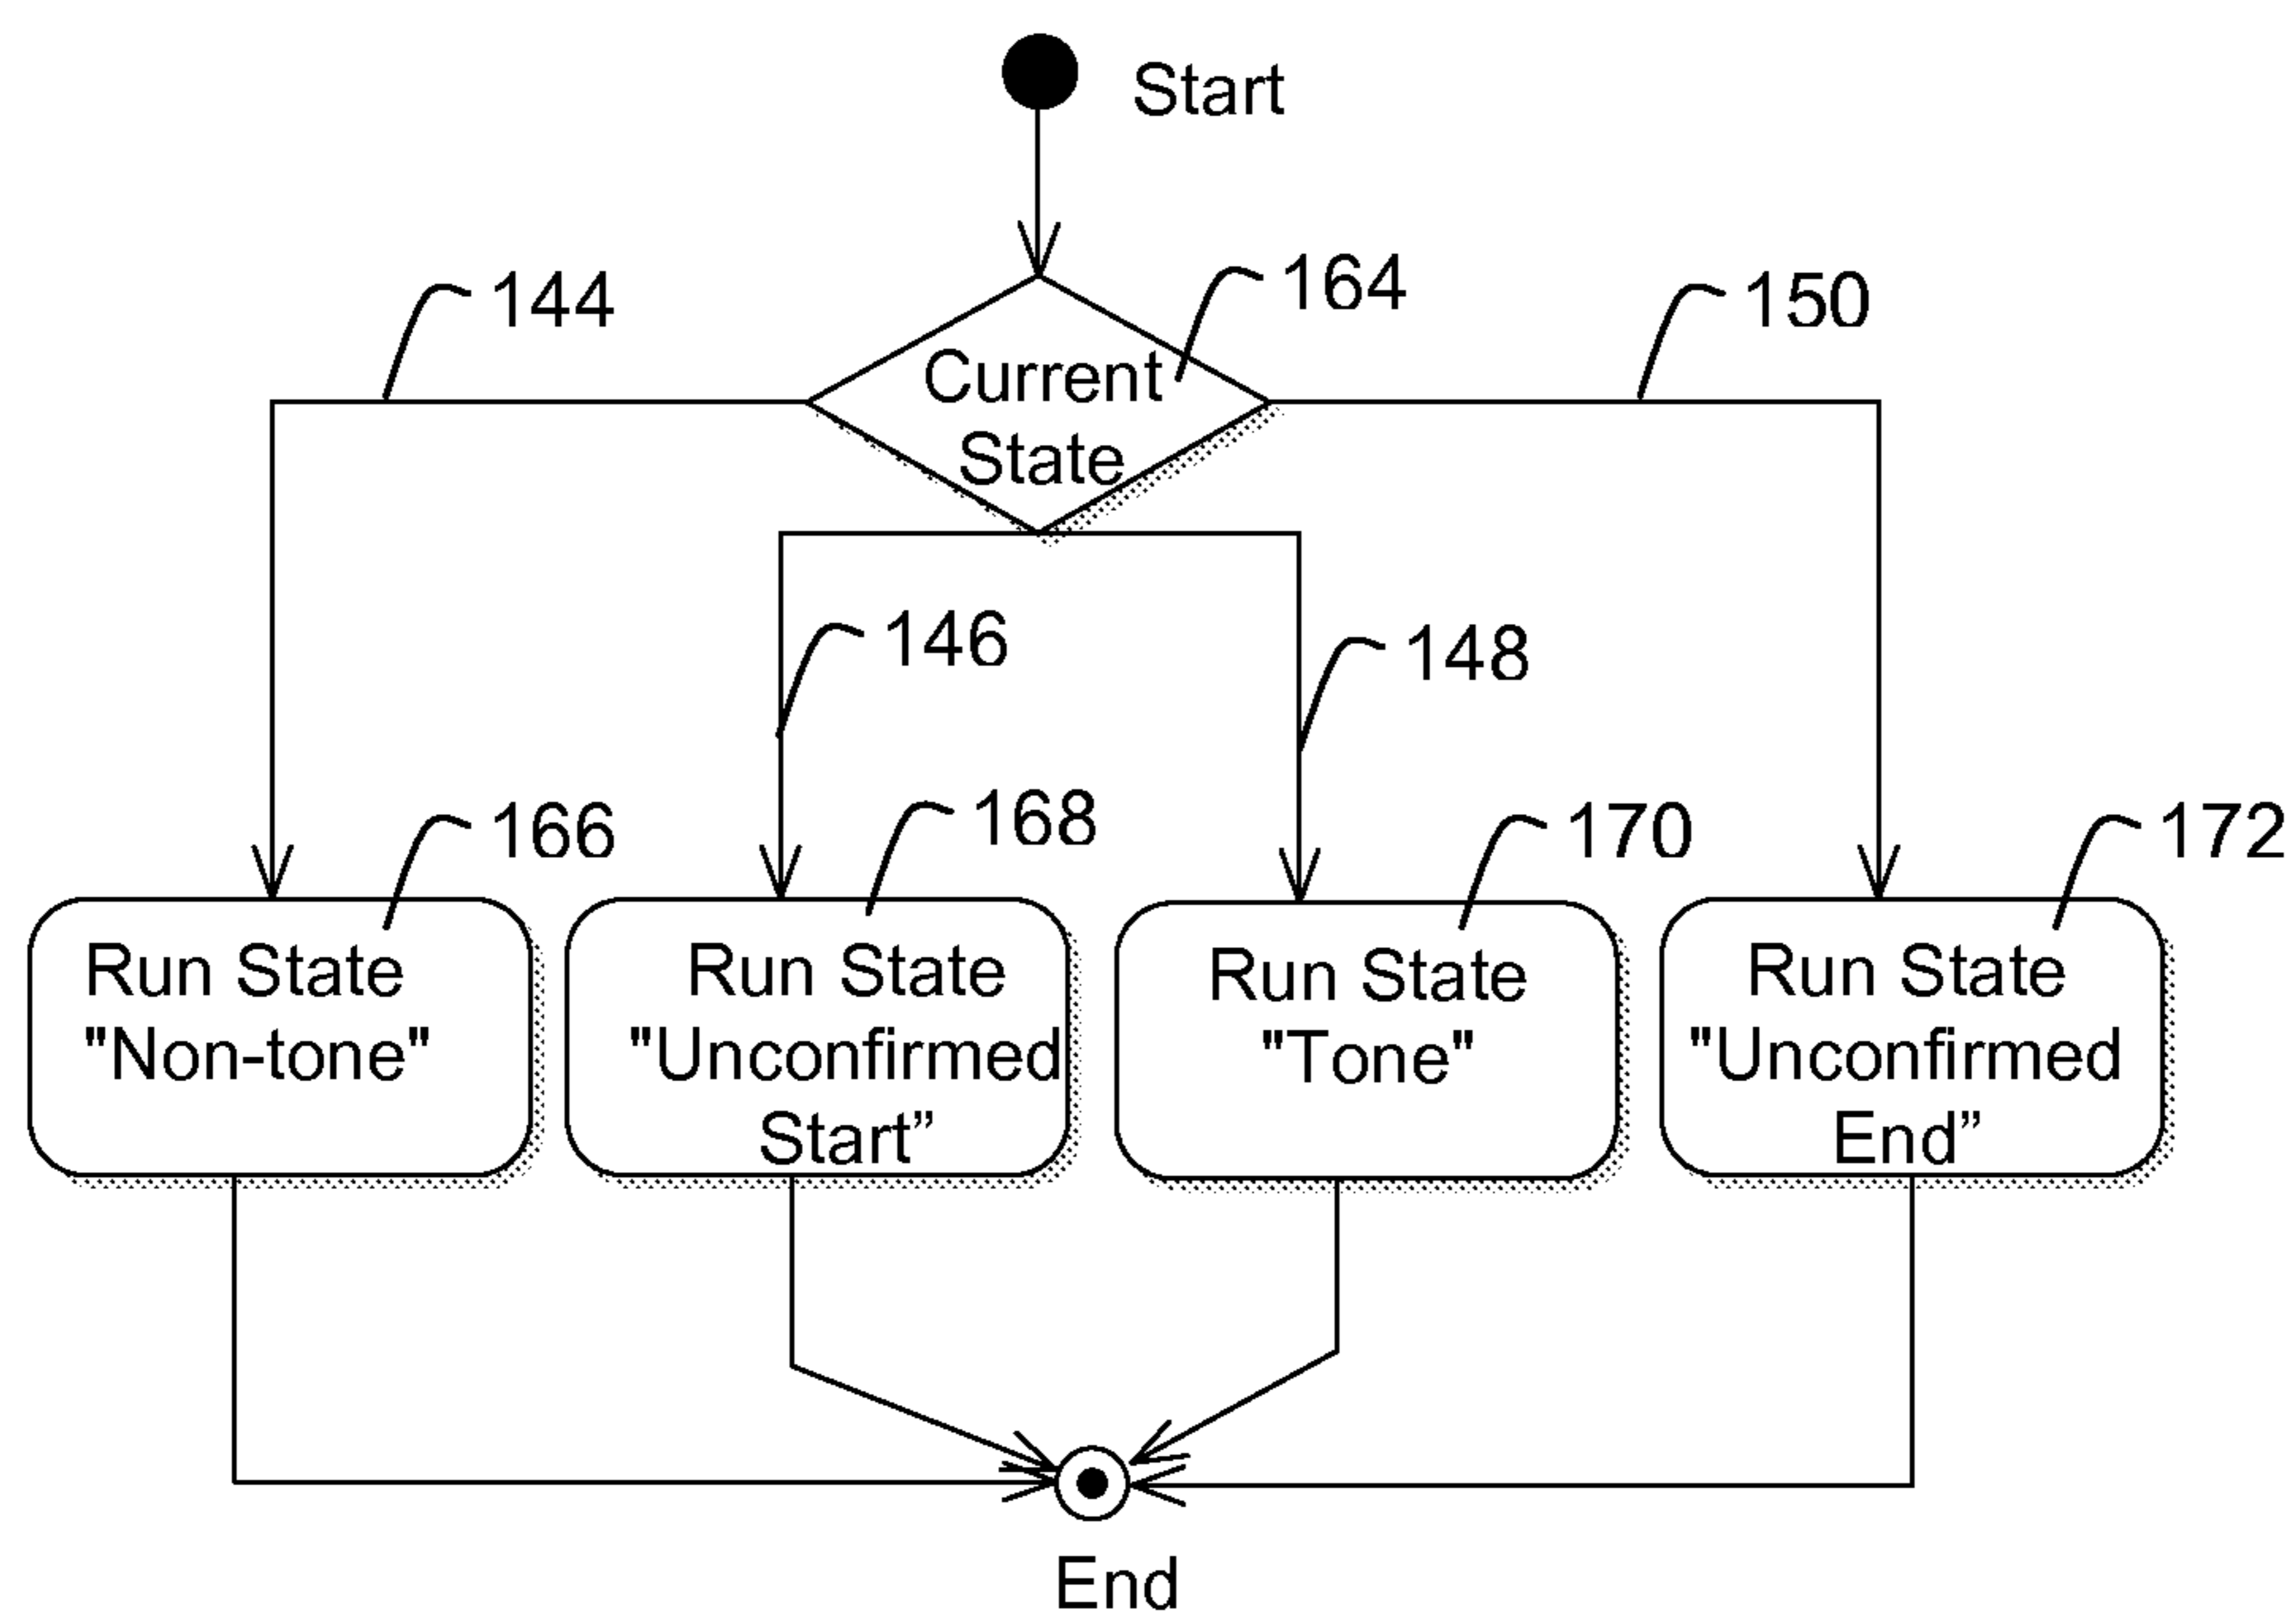 Start
164
144
150
Current
State
146
148
166
168
170
172
Run State
"Non-tone"
Run State
"Unconfirmed
Start”
Run State
"Tone"
Run State
"Unconfirmed
End”
End